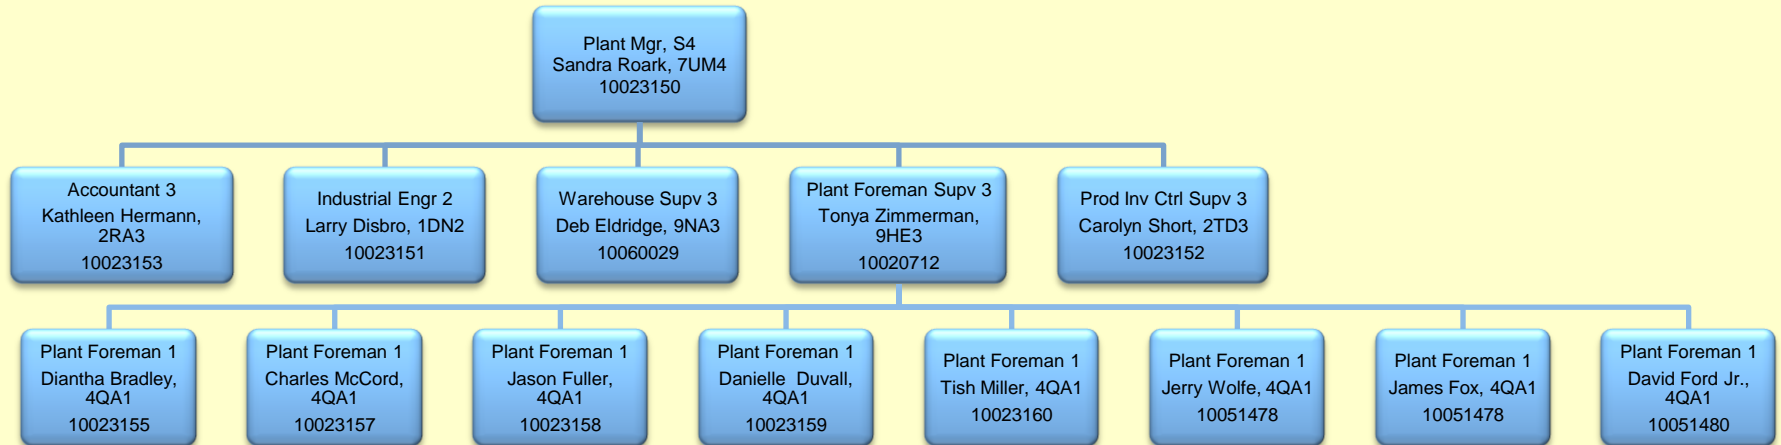 Plant Mgr, S4
Sandra Roark, 7UM4
10023150
Accountant 3
Kathleen Hermann,
2RA3
10023153
Industrial Engr 2
Larry Disbro, 1DN2
10023151
Warehouse Supv 3
Deb Eldridge, 9NA3
10060029
Plant Foreman Supv 3
Tonya Zimmerman,
9HE3
10020712
Prod Inv Ctrl Supv 3
Carolyn Short, 2TD3
10023152
Plant Foreman 1
Diantha Bradley,
4QA1
10023155
Plant Foreman 1
Charles McCord,
4QA1
10023157
Plant Foreman 1
Jason Fuller,
4QA1
10023158
Plant Foreman 1
Danielle  Duvall,
4QA1
10023159
Plant Foreman 1
Tish Miller, 4QA1
10023160
Plant Foreman 1
Jerry Wolfe, 4QA1
10051478
Plant Foreman 1
James Fox, 4QA1
10051478
Plant Foreman 1
David Ford Jr.,
4QA1
10051480